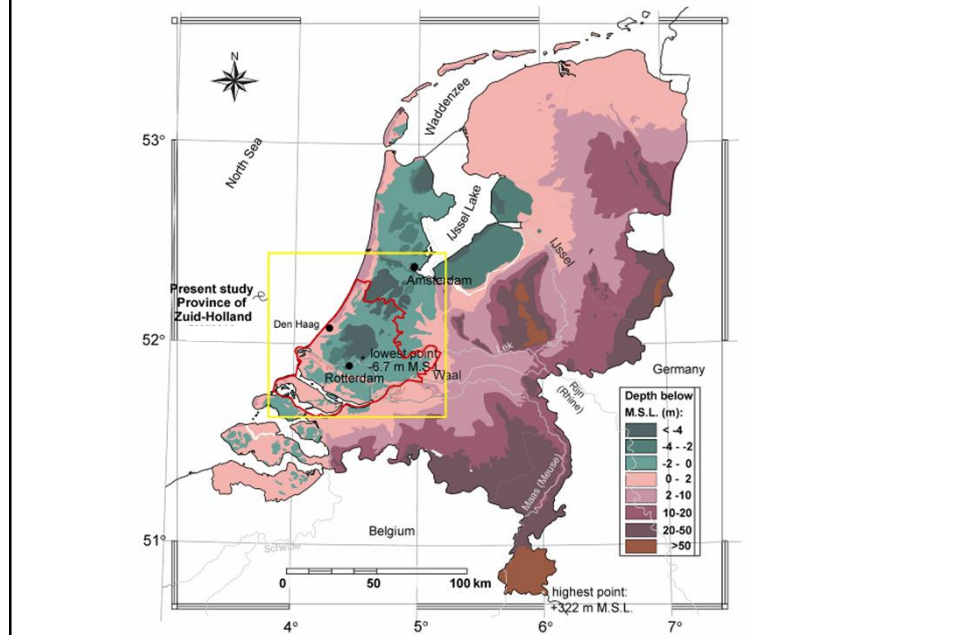 N
Waddenzee
53°
North Sea
IJssel Lake
IJssel
Amsterdam
Present study
Province of
Zuid-Holland
Den Haag
52°
lowest point
-6.7 m M.S.
Rotterdam
Lek
Waal
Germany
Rijn
(Rhine)
Depth below
M.S.L. (m):
< -4
-4 - -2
-2 - 0
0 - 2
2 -10
10-20
20-50
>50
Maas (Meuse)
Belgium
51°
Schelde
0 50 100 km
highest point:
+322 m M.S.L.
4° 5° 6° 7°